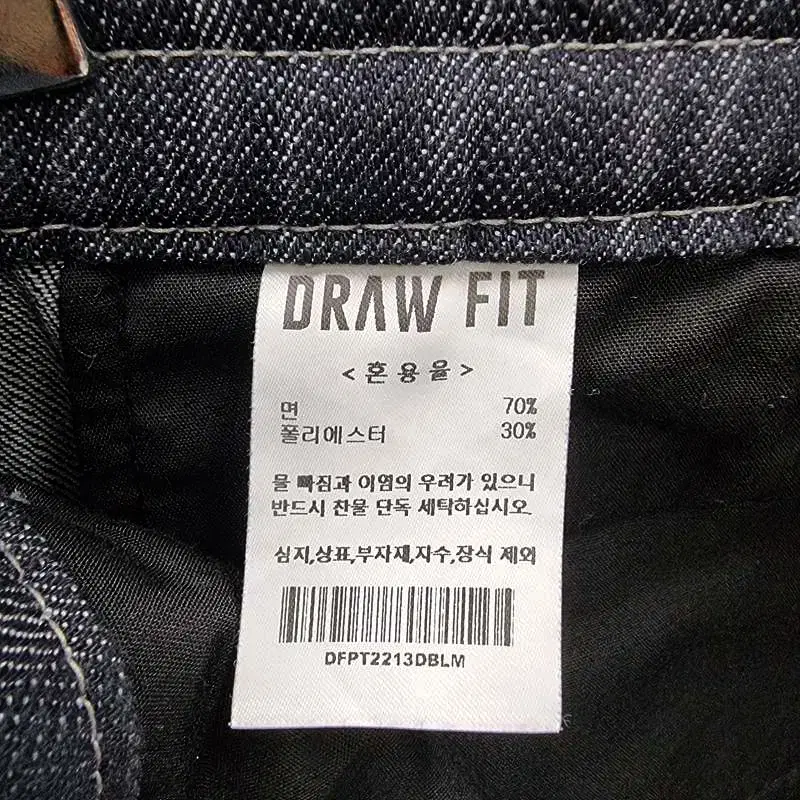 DRAW FIT
<혼용율>
면 70%
폴리에스터 30%
물 빠짐과 이염의 우려가 있으니
반드시 찬물 단독 세탁하십시오.
심지,상표,부자재,자수,장식 제외
DFPT2213DBLM